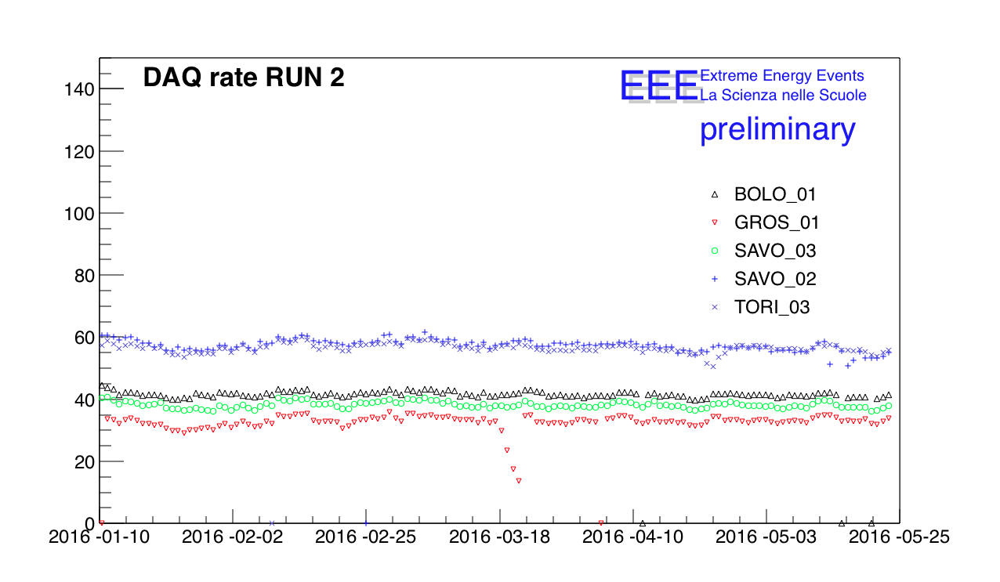 DAQ rate RUN 2
EEE
Extreme Energy Events
La Scienza nelle Scuole
preliminary
BOLO_01
GROS_01
SAVO_03
SAVO_02
TORI_03
140
120
100
80
60
40
20
0
2016 -01-10
2016 -02-02
2016 -02-25
2016 -03-18
2016 -04-10
2016 -05-03
2016 -05-25